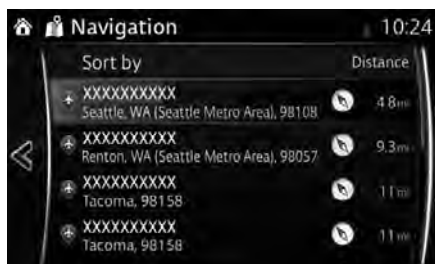 Navigation 10:24
Sort by Distance
XXXXXXXXXX
Seattle, WA (Seattle Metro Area), 98108 4.8mi
XXXXXXXXXX
Renton, WA (Seattle Metro Area), 98057 9.3mi
XXXXXXXXXX
Tacoma, 98158 11mi
XXXXXXXXXX
Tacoma, 98158 11mi